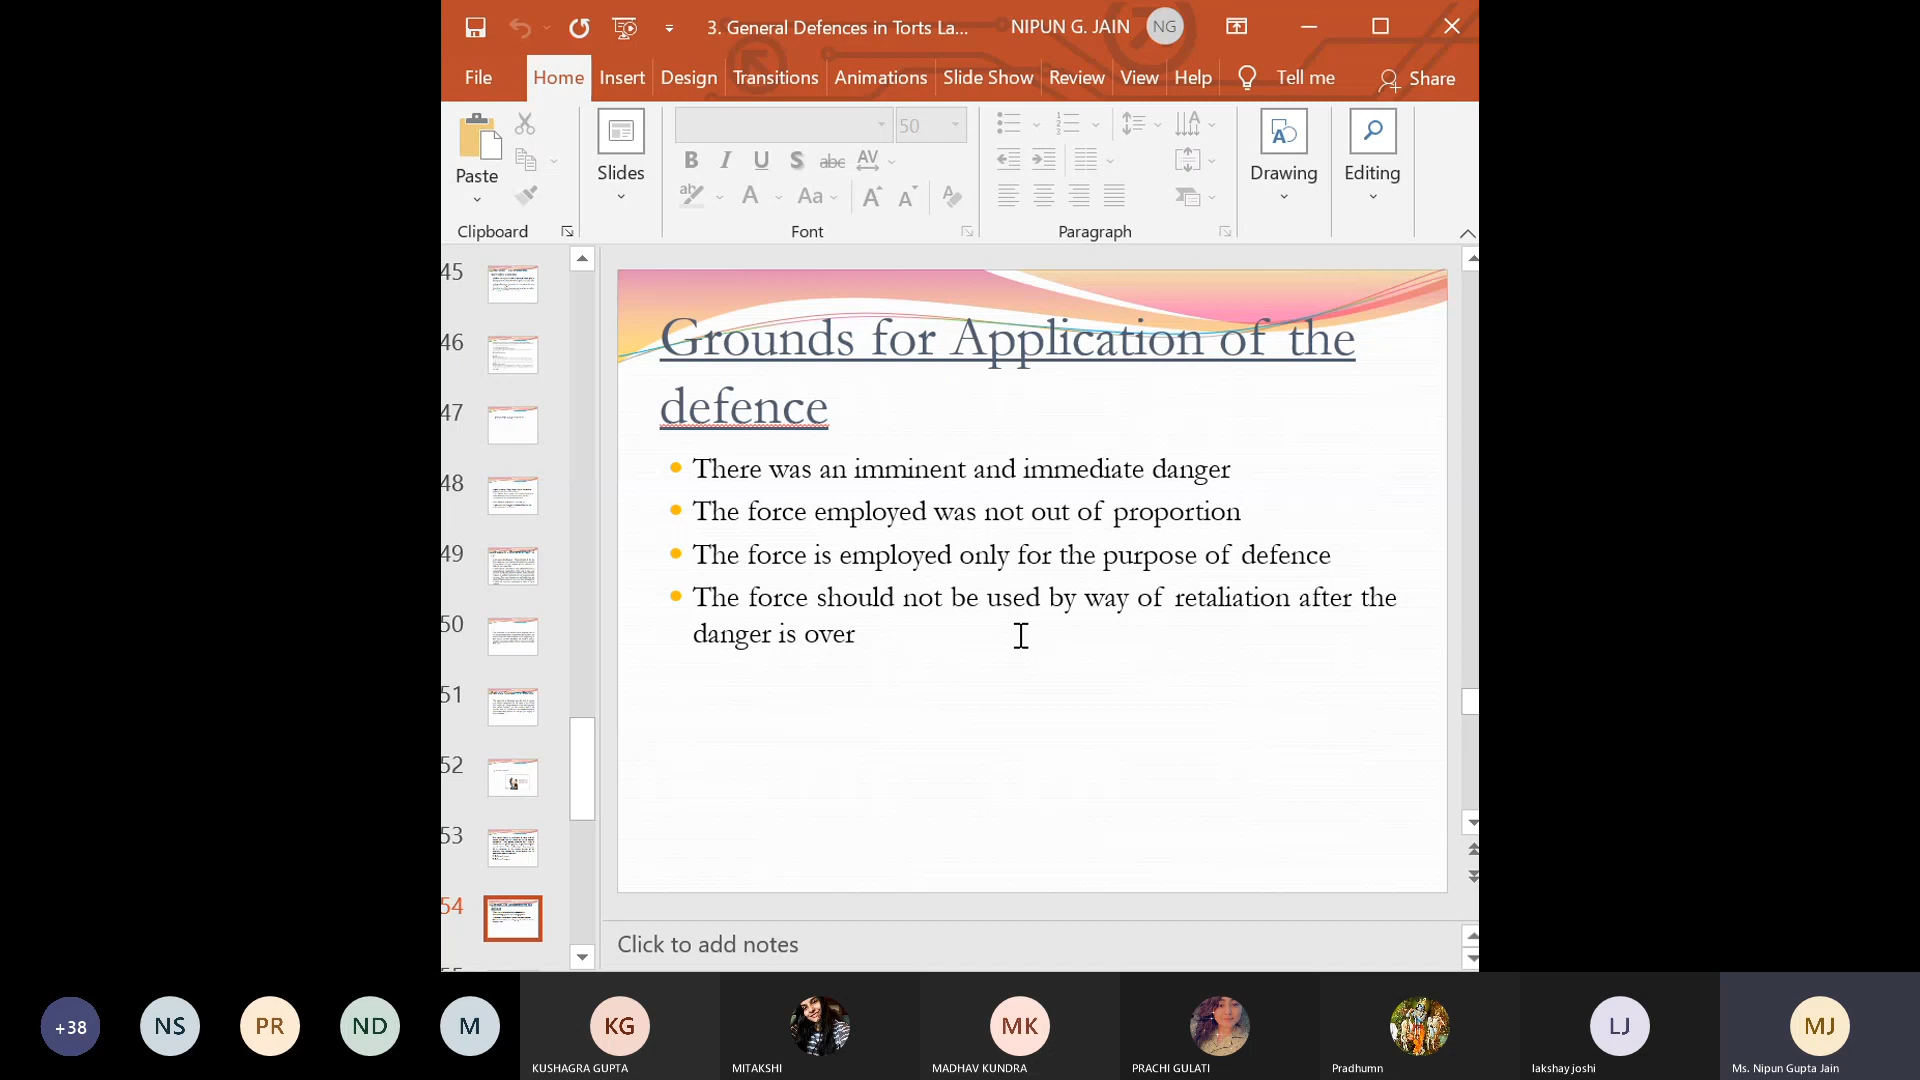 3. General Defences in Torts La...
NIPUN G. JAIN
NG
File
Home
Insert
Design
Transitions
Animations
Slide Show
Review
View
Help
Tell me
Share
Paste
Slides
50
B I U S abc AV
ab A Aa A A A
Drawing
Editing
Clipboard
Font
Paragraph
45
46
47
48
49
50
51
52
53
54
Grounds for Application of the
defence
There was an imminent and immediate danger
The force employed was not out of proportion
The force is employed only for the purpose of defence
The force should not be used by way of retaliation after the
danger is over
Click to add notes
+38
NS
PR
ND
M
KG
KUSHAGRA GUPTA
MITAKSHI
MK
MADHAV KUNDRA
PRACHI GULATI
Pradhumn
LJ
lakshay joshi
MJ
Ms. Nipun Gupta Jain